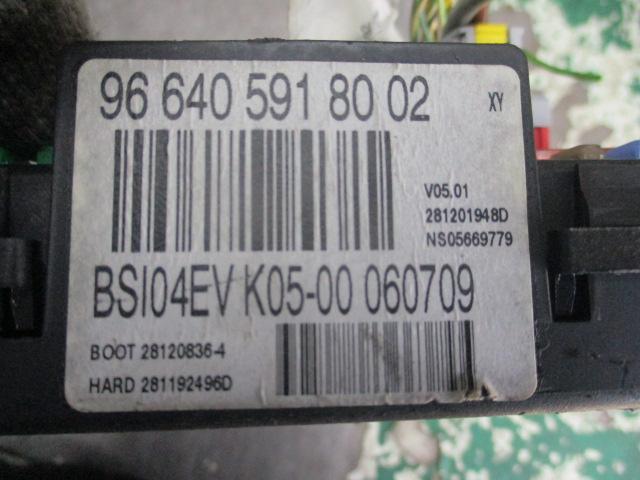 96 640 591 80 02
XY
V05.01
281201948D
NS05669779
BSI04EV K05-00 060709
BOOT 28120836-4
HARD 281192496D